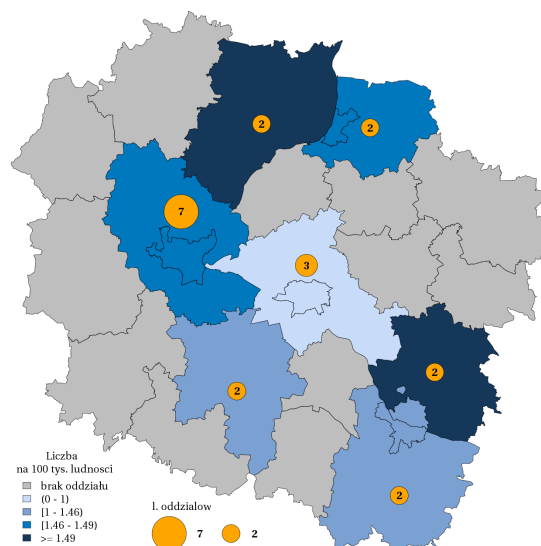 2
2
7
3
2
2
2
Liczba
na 100 tys. ludnosci
brak oddziału
(0 - 1)
[1 - 1.46)
[1.46 - 1.49)
>= 1.49
l. oddzialow
7
2